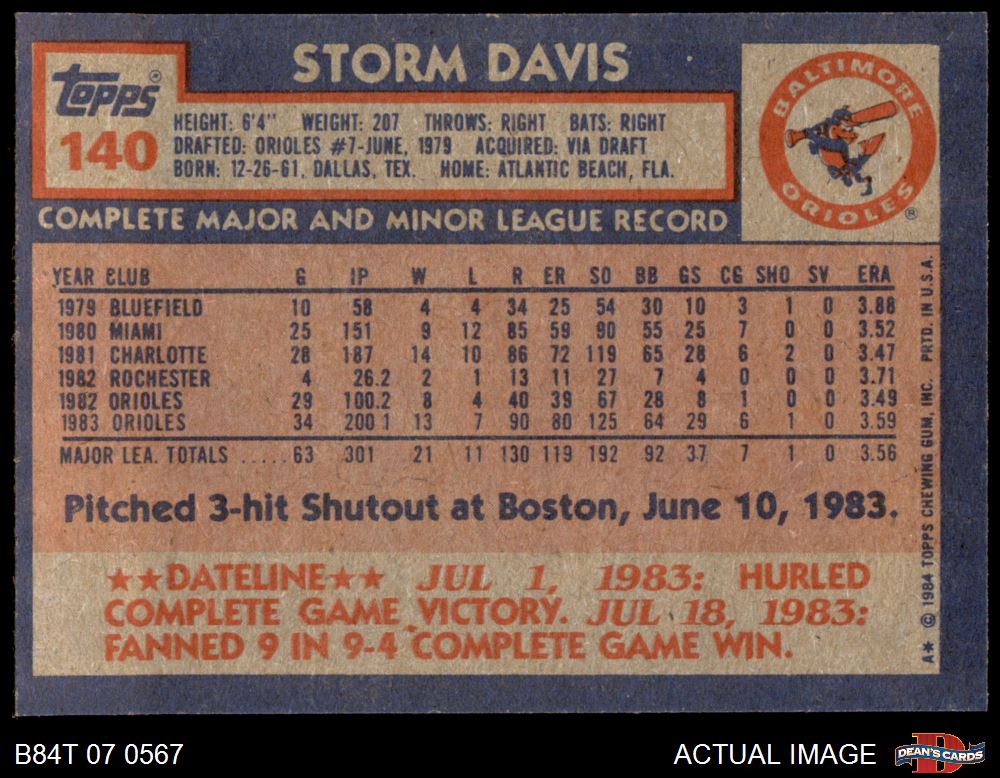 STORM DAVIS
Topps ®
140
HEIGHT: 6'4" WEIGHT: 207 THROWS: RIGHT BATS: RIGHT
DRAFTED: ORIOLES #7-JUNE, 1979 ACQUIRED: VIA DRAFT
BORN: 12-26-61, DALLAS, TEX. HOME: ATLANTIC BEACH, FLA.
BALTIMORE
ORIOLES ®
COMPLETE MAJOR AND MINOR LEAGUE RECORD
YEAR CLUB G IP W L R ER SO BB GS CG SHO SV ERA
1979 BLUEFIELD 10 58 4 4 34 25 54 30 10 3 1 0 3.88
1980 MIAMI 25 151 9 12 85 59 90 55 25 7 0 0 3.52
1981 CHARLOTTE 28 187 14 10 86 72 119 65 28 6 2 0 3.47
1982 ROCHESTER 4 26.2 2 1 13 11 27 7 4 0 0 0 3.71
1982 ORIOLES 29 100.2 8 4 40 39 67 28 8 1 0 0 3.49
1983 ORIOLES 34 200 1 13 7 90 80 125 64 29 6 1 0 3.59
MAJOR LEA. TOTALS .....63 301 21 11 130 119 192 92 37 7 1 0 3.56
Pitched 3-hit Shutout at Boston, June 10, 1983.
★★DATELINE★★ JUL 1, 1983: HURLED
COMPLETE GAME VICTORY. JUL 18, 1983:
FANNED 9 IN 9-4 COMPLETE GAME WIN.
A* © 1984 TOPPS CHEWING GUM, INC. PRTD. IN U.S.A.
B84T 07 0567
ACTUAL IMAGE
DEAN'S CARDS